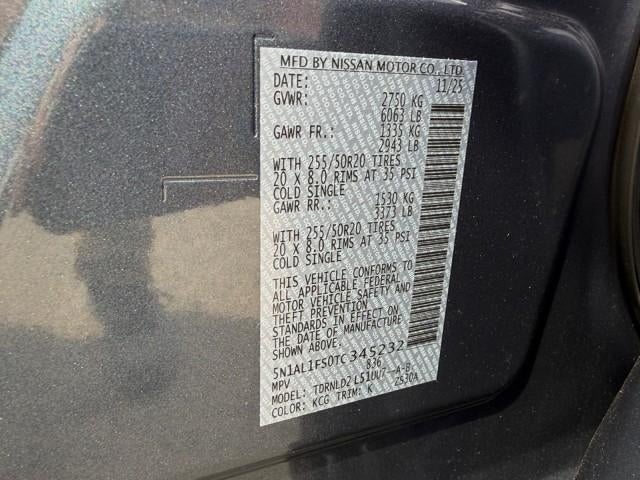 MFD BY NISSAN MOTOR CO., LTD
DATE: 11/25
GVWR: 2750 KG
6063 LB
GAWR FR.: 1335 KG
2943 LB
WITH 255/50R20 TIRES
20 X 8.0 RIMS AT 35 PSI
COLD SINGLE
GAWR RR.: 1530 KG
3373 LB
WITH 255/50R20 TIRES
20 X 8.0 RIMS AT 35 PSI
COLD SINGLE
THIS VEHICLE CONFORMS TO
ALL APPLICABLE FEDERAL
MOTOR VEHICLE SAFETY AND
THEFT PREVENTION
STANDARDS IN EFFECT ON
THE DATE OF MANUFACTURE
SHOWN ABOVE.
5N1AL1FS0TC345232
MPV 836
MODEL: TDRNLD2 L51UU7--A-B
COLOR: KCG TRIM: K 2530A